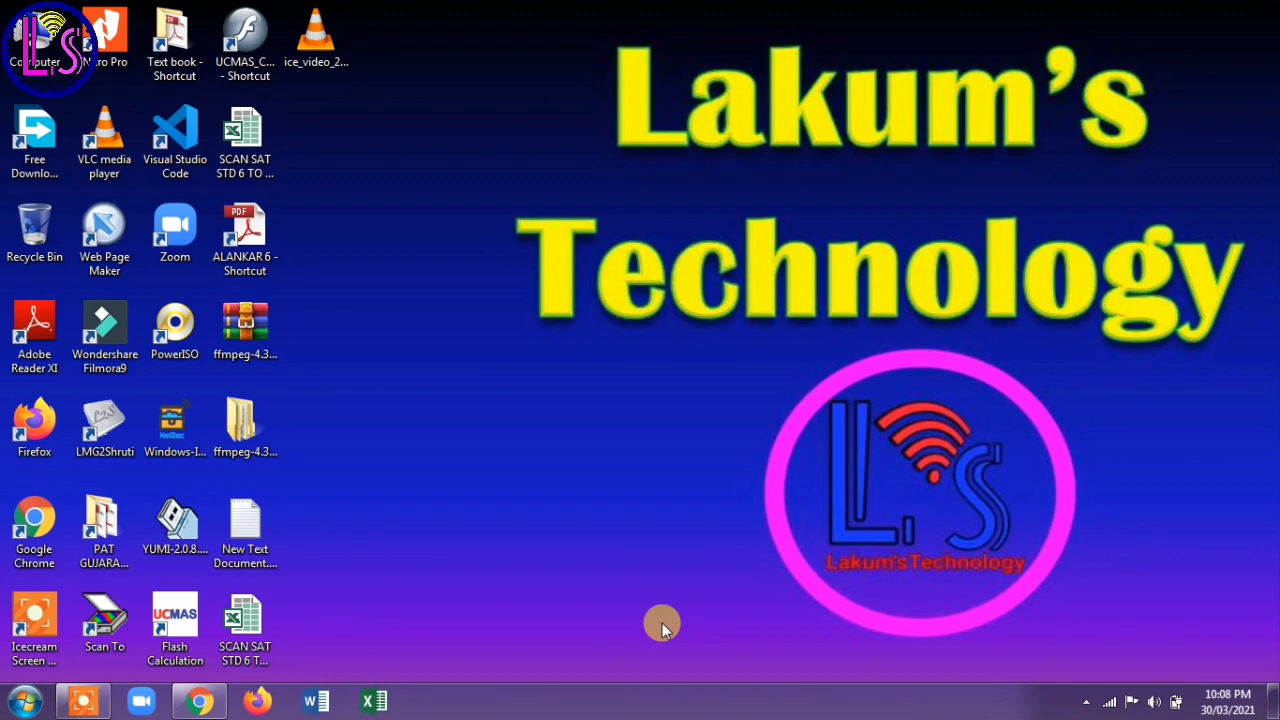 Lakum's
Technology
L.S
Lakum'sTechnology
LS
Computer
Nitro Pro
Text book -
Shortcut
UCMAS_C...
- Shortcut
ice_video_2...
Free
Downlo...
VLC media
player
Visual Studio
Code
SCAN SAT
STD 6 TO ...
Recycle Bin
Web Page
Maker
Zoom
PDF
ALANKAR 6 -
Shortcut
Adobe
Reader XI
Wondershare
Filmora9
PowerISO
ffmpeg-4.3...
Firefox
LMG2Shruti
HeiDoc
Windows-I...
ffmpeg-4.3...
Google
Chrome
PAT
GUJARA...
YUMI-2.0.8....
New Text
Document....
Icecream
Screen ...
Scan To
UCMAS
Flash
Calculation
SCAN SAT
STD 6 T...
10:08 PM
30/03/2021